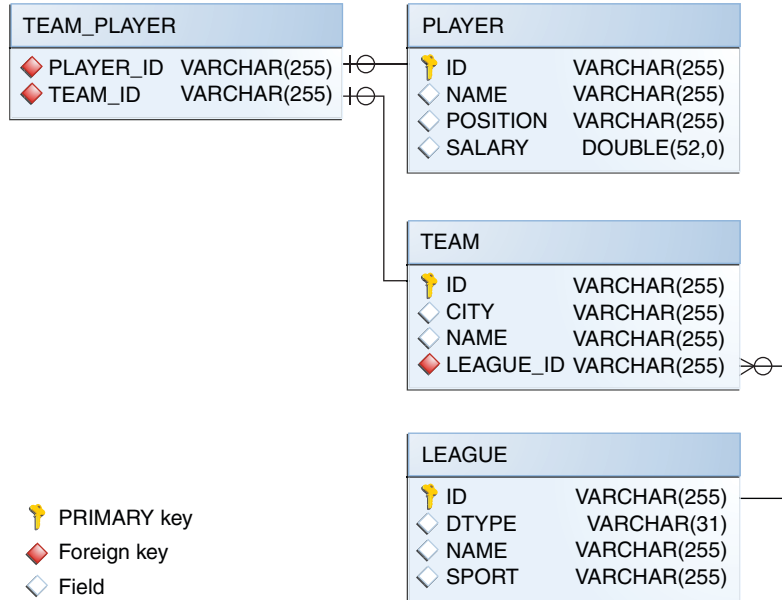 TEAM_PLAYER
PLAYER_ID VARCHAR(255)
TEAM_ID VARCHAR(255)
PLAYER
ID VARCHAR(255)
NAME VARCHAR(255)
POSITION VARCHAR(255)
SALARY DOUBLE(52,0)
TEAM
ID VARCHAR(255)
CITY VARCHAR(255)
NAME VARCHAR(255)
LEAGUE_ID VARCHAR(255)
LEAGUE
ID VARCHAR(255)
DTYPE VARCHAR(31)
NAME VARCHAR(255)
SPORT VARCHAR(255)
PRIMARY key
Foreign key
Field